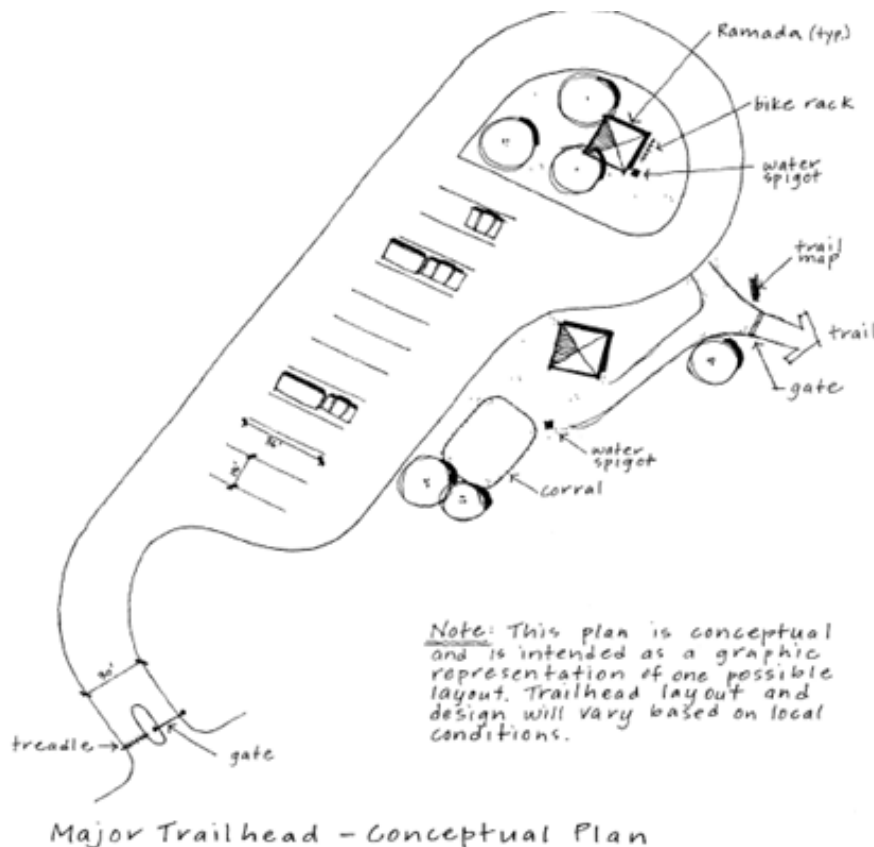 Ramada (typ.)
bike rack
water
spigot
trail
map
trail
gate
water
spigot
corral
Note: This plan is conceptual
and is intended as a graphic
representation of one possible
layout. Trailhead layout and
design will vary based on local
conditions.
treadle
gate
Major Trailhead - Conceptual Plan